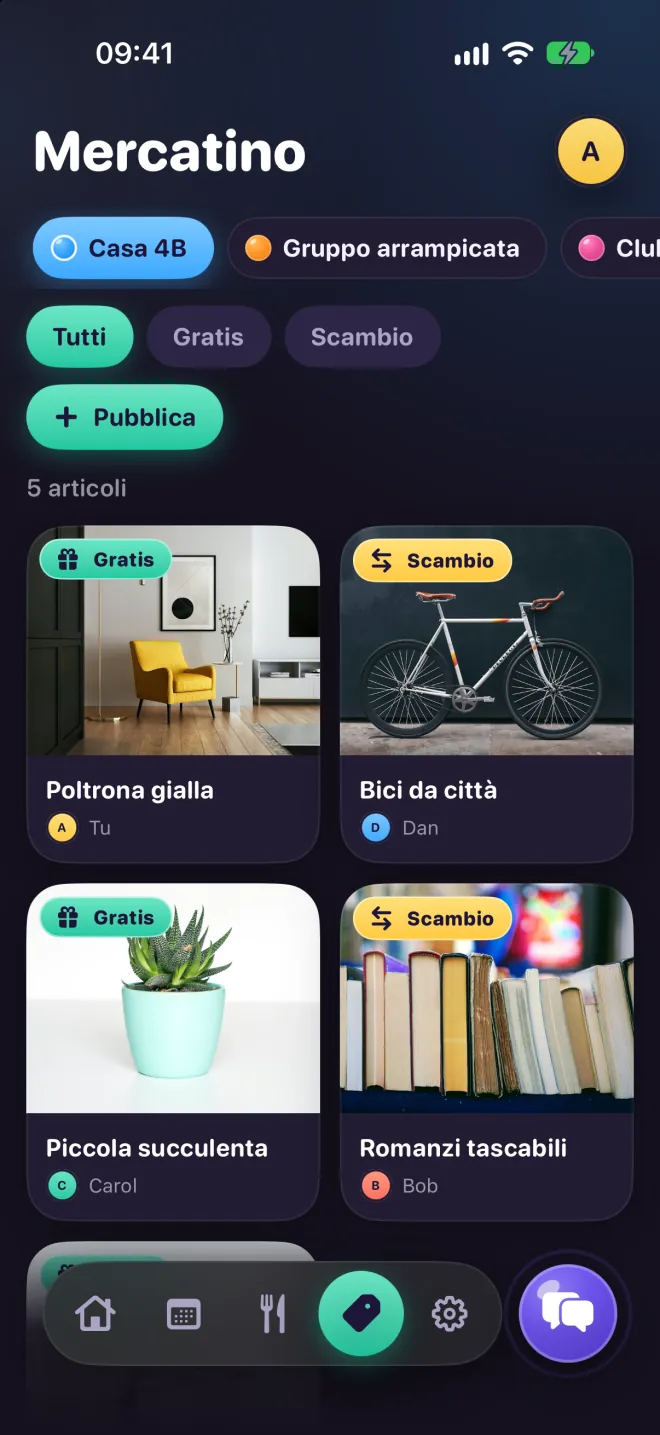 09:41
Mercatino
A
Casa 4B
Gruppo arrampicata
Tutti
Gratis
Scambio
+ Pubblica
5 articoli
Gratis
Scambio
Poltrona gialla
A Tu
Bici da città
D Dan
Gratis
Scambio
Piccola succulenta
C Carol
Romanzi tascabili
B Bob